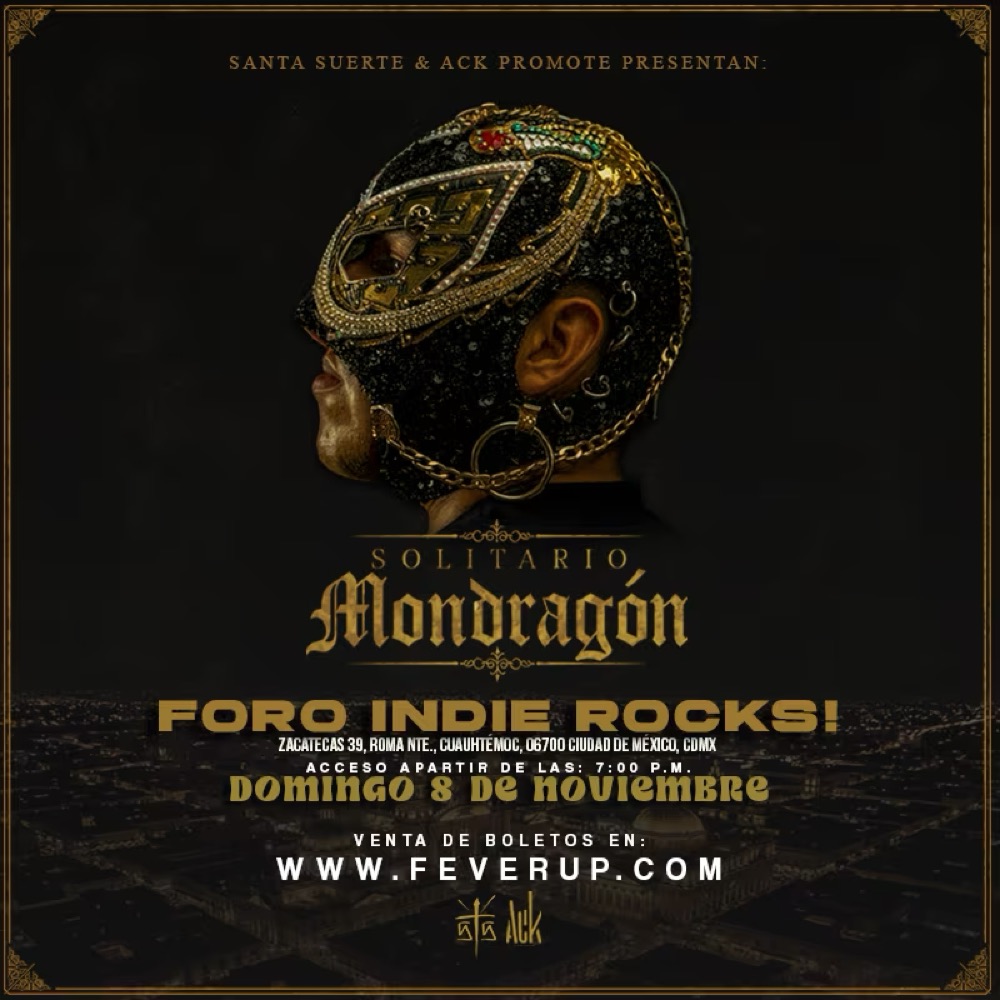 SANTA SUERTE & ACK PROMOTE PRESENTAN:
SOLITARIO
Mondragón
FORO INDIE ROCKS!
ZACATECAS 39, ROMA NTE., CUAUHTÉMOC, 06700 CIUDAD DE MÉXICO, CDMX
ACCESO APARTIR DE LAS: 7:00 P.M.
DOMINGO 8 DE NOVIEMBRE
VENTA DE BOLETOS EN:
WWW.FEVERUP.COM
Ack